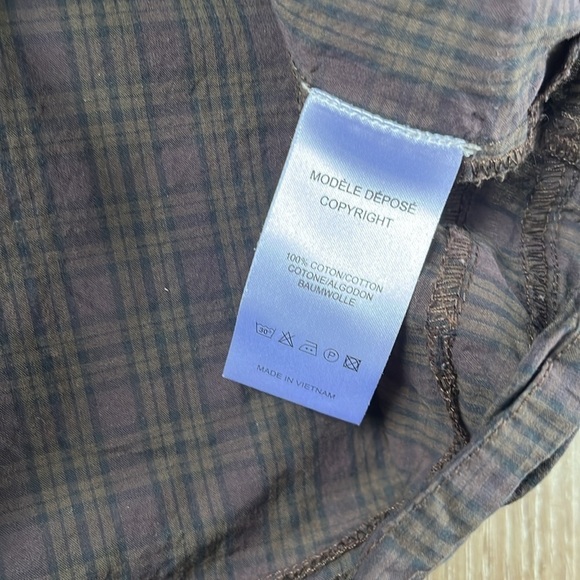 MODÈLE DÉPOSÉ
COPYRIGHT
100% COTON/COTTON
COTONE/ALGODON
BAUMWOLLE
30°
P
MADE IN VIETNAM